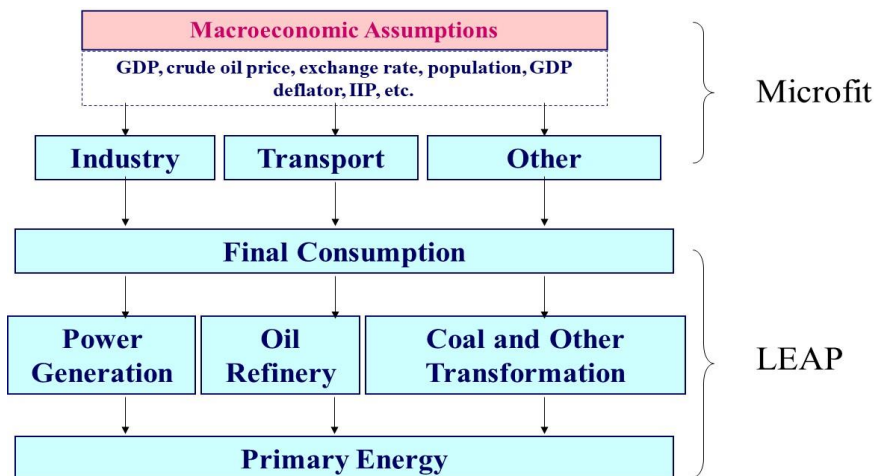 Macroeconomic Assumptions
GDP, crude oil price, exchange rate, population, GDP
deflator, IIP, etc.
Microfit
Industry
Transport
Other
Final Consumption
Power
Generation
Oil
Refinery
Coal and Other
Transformation
LEAP
Primary Energy